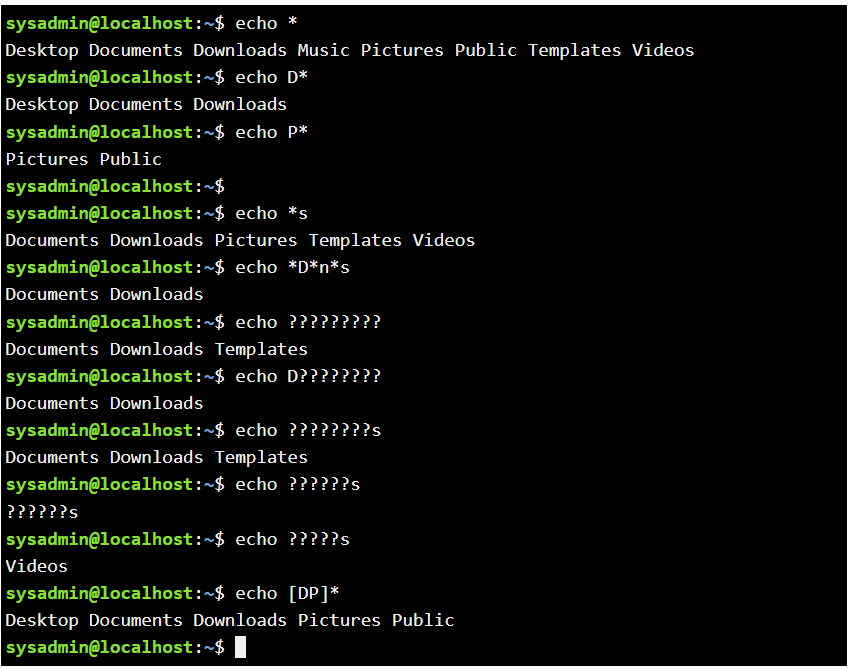 sysadmin@localhost:~$ echo *
Desktop Documents Downloads Music Pictures Public Templates Videos
sysadmin@localhost:~$ echo D*
Desktop Documents Downloads
sysadmin@localhost:~$ echo P*
Pictures Public
sysadmin@localhost:~$
sysadmin@localhost:~$ echo *s
Documents Downloads Pictures Templates Videos
sysadmin@localhost:~$ echo *D*n*s
Documents Downloads
sysadmin@localhost:~$ echo ?????????
Documents Downloads Templates
sysadmin@localhost:~$ echo D????????
Documents Downloads
sysadmin@localhost:~$ echo ????????s
Documents Downloads Templates
sysadmin@localhost:~$ echo ??????s
??????s
sysadmin@localhost:~$ echo ?????s
Videos
sysadmin@localhost:~$ echo [DP]*
Desktop Documents Downloads Pictures Public
sysadmin@localhost:~$